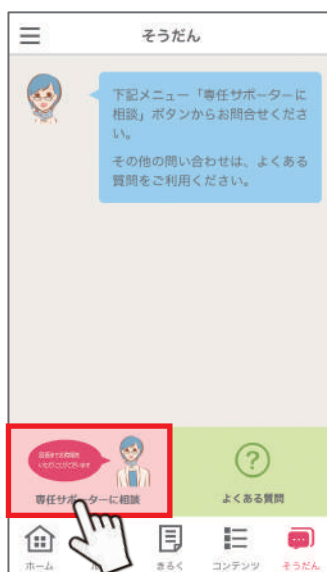 そうだん
下記メニュー「専任サポーターに
相談」ボタンからお問合せくださ
い。
その他の問い合わせは、よくある
質問をご利用ください。
専任サポーターに相談
よくある質問
ホーム
きろく
コンテンツ
そうだん